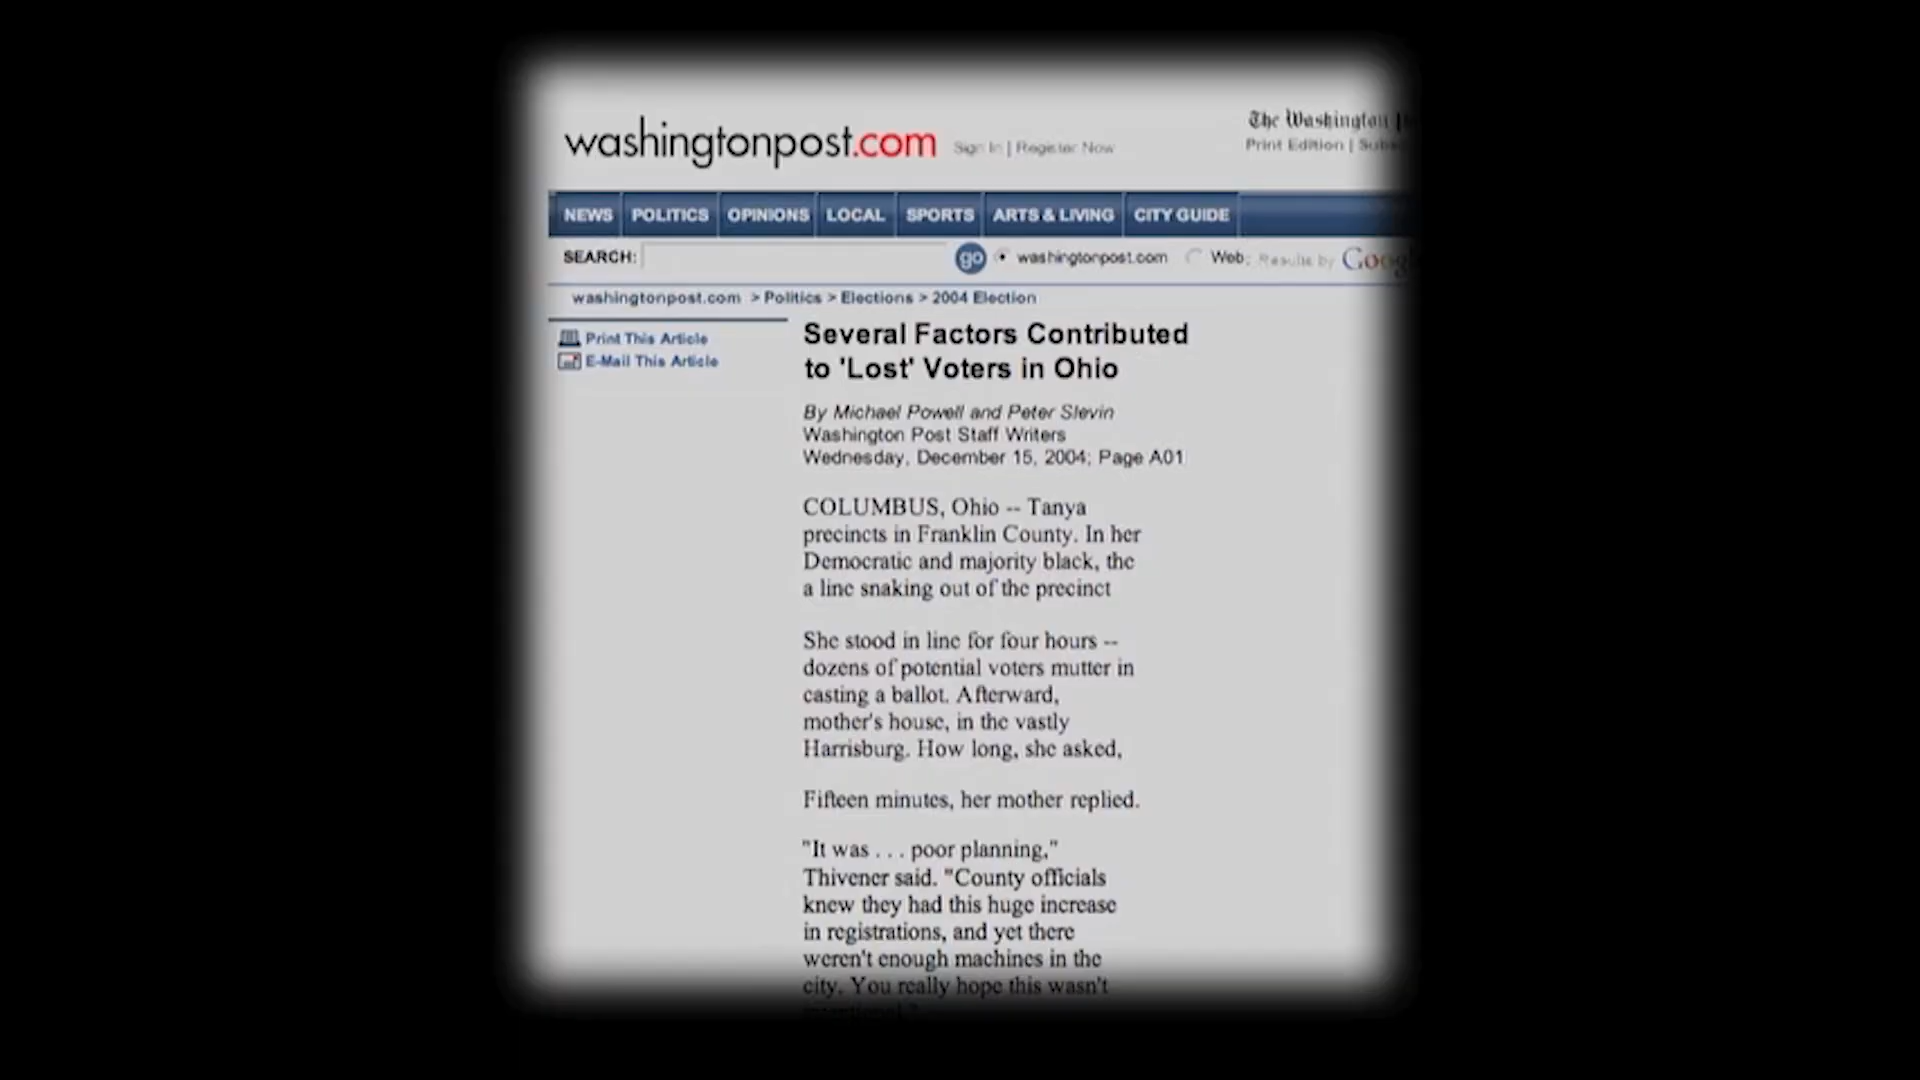 washingtonpost.com Sign In | Register Now
The Washington
Print Edition |
NEWS POLITICS OPINIONS LOCAL SPORTS ARTS & LIVING CITY GUIDE
SEARCH: go washingtonpost.com Web: Results by Google
washingtonpost.com > Politics > Elections > 2004 Election
Print This Article
E-Mail This Article
Several Factors Contributed
to 'Lost' Voters in Ohio
By Michael Powell and Peter Slevin
Washington Post Staff Writers
Wednesday, December 15, 2004; Page A01
COLUMBUS, Ohio -- Tanya
precincts in Franklin County. In her
Democratic and majority black, the
a line snaking out of the precinct
She stood in line for four hours --
dozens of potential voters mutter in
casting a ballot. Afterward,
mother's house, in the vastly
Harrisburg. How long, she asked,
Fifteen minutes, her mother replied.
"It was . . . poor planning,"
Thivener said. "County officials
knew they had this huge increase
in registrations, and yet there
weren't enough machines in the
city. You really hope this wasn't